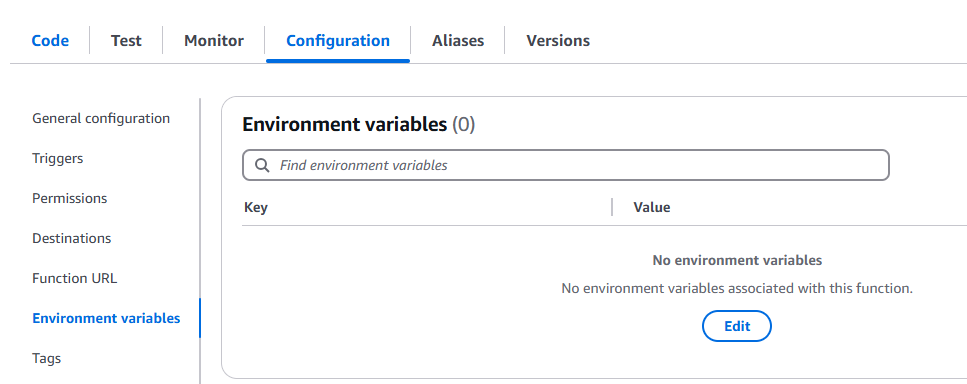 Code Test Monitor Configuration Aliases Versions
General configuration
Triggers
Permissions
Destinations
Function URL
Environment variables
Tags
Environment variables (0)
Find environment variables
Key Value
No environment variables
No environment variables associated with this function.
Edit